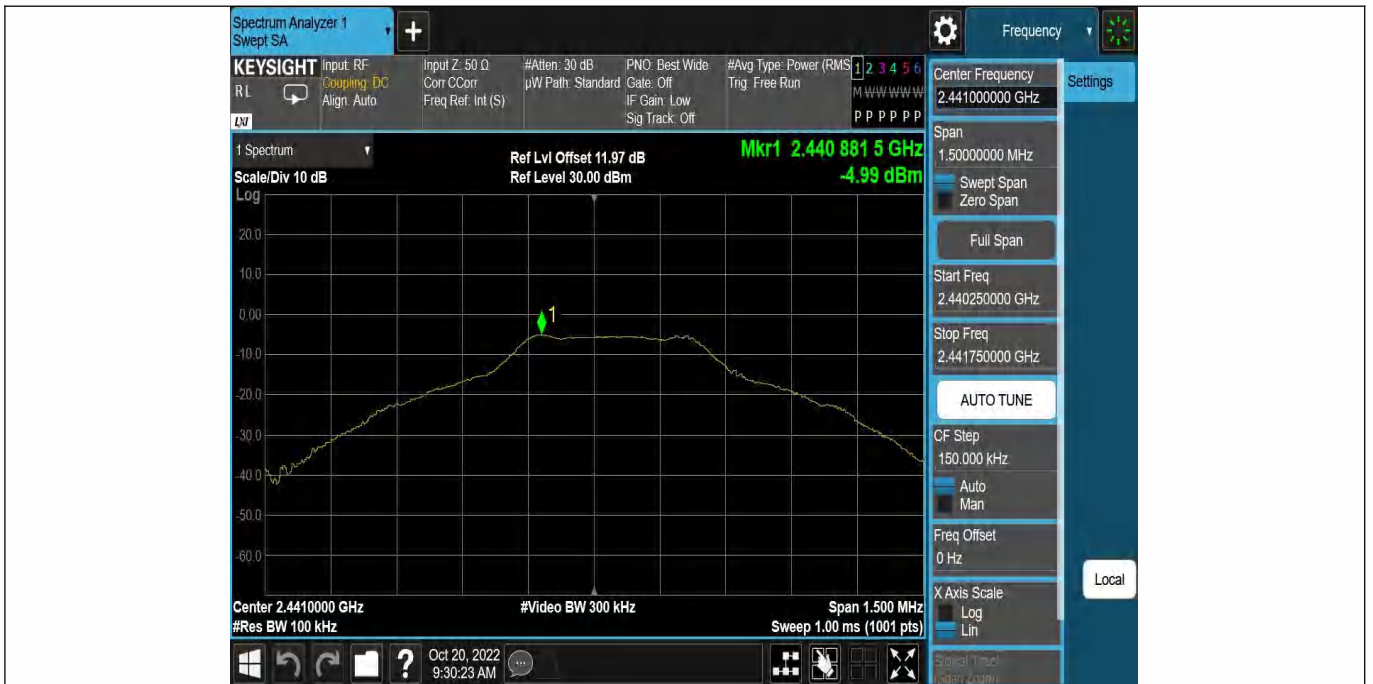 Spectrum Analyzer 1
Swept SA
Frequency
KEYSIGHT
RL
LXI
Input: RF
Coupling: DC
Align: Auto
Input Z: 50 Ω
Corr CCorr
Freq Ref: Int (S)
#Atten: 30 dB
µW Path: Standard
PNO: Best Wide
Gate: Off
IF Gain: Low
Sig Track: Off
#Avg Type: Power (RMS
Trig: Free Run
1 2 3 4 5 6
M W W W W W
P P P P P P
1 Spectrum
Scale/Div 10 dB
Log
Ref Lvl Offset 11.97 dB
Ref Level 30.00 dBm
Mkr1 2.440 881 5 GHz
-4.99 dBm
20.0
10.0
0.00
-10.0
-20.0
-30.0
-40.0
-50.0
-60.0
1
Center 2.4410000 GHz
#Res BW 100 kHz
#Video BW 300 kHz
Span 1.500 MHz
Sweep 1.00 ms (1001 pts)
Oct 20, 2022
9:30:23 AM
Center Frequency
2.441000000 GHz
Settings
Span
1.50000000 MHz
Swept Span
Zero Span
Full Span
Start Freq
2.440250000 GHz
Stop Freq
2.441750000 GHz
AUTO TUNE
CF Step
150.000 kHz
Auto
Man
Freq Offset
0 Hz
X Axis Scale
Log
Lin
Local
Signal Track
(Span Zoom)